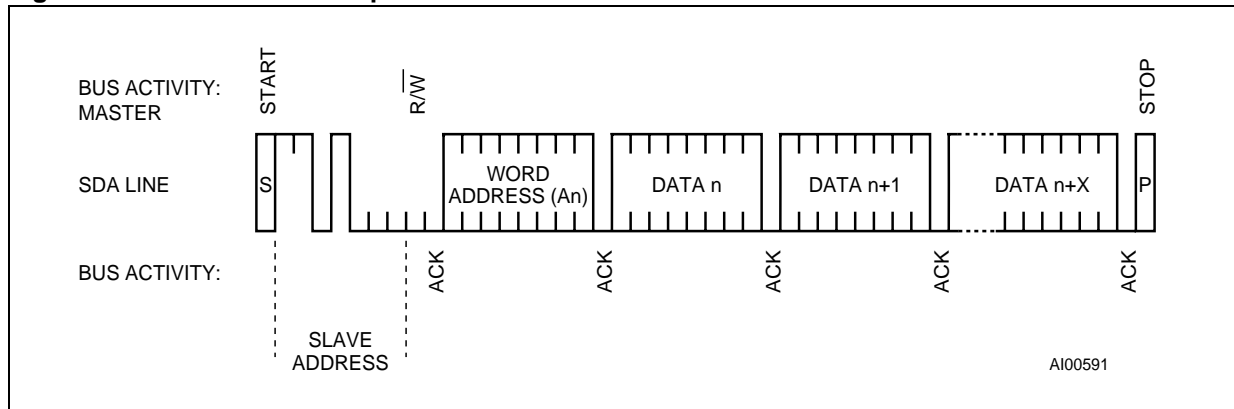 BUS ACTIVITY:
MASTER
START
R/W
STOP
SDA LINE
S
WORD
ADDRESS (An)
DATA n
DATA n+1
DATA n+X
P
BUS ACTIVITY:
ACK
ACK
ACK
ACK
ACK
SLAVE
ADDRESS
AI00591